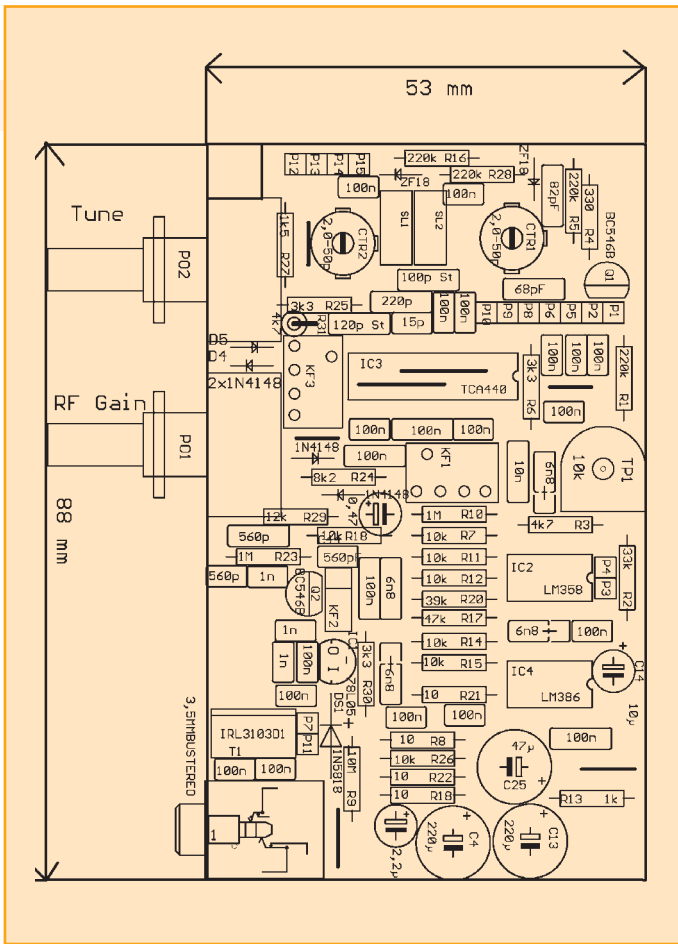 53 mm
P12
P13
P14
P15
220k R16
ZF18
220k R28
ZF18
100n
100n
82pF
220k
R5
330
R4
BC546B
Q1
Tune
PO2
1k5
R27
2,0-50p
CTR2
SL1
SL2
2,0-50p
CTR1
100p St
68pF
3k3 R25
220p
100n
100n
P10
P9
P8
P6
P5
P2
P1
4k7
R31
120p St
15p
D5
D4
2x1N4148
KF3
IC3
TCA440
3k3
R6
100n
100n
100n
220k
R1
100n
RF Gain
PO1
100n
100n
100n
1N4148
100n
KF1
10n
6n8
10k
TP1
8k2 R24
1N4148
0,47
88 mm
12k R29
1M R10
4k7 R3
560p
10k R18
10k R7
1M R23
560pF
10k R11
IC2
LM358
P4
P3
33k
R2
560p
1n
BC546B
Q2
KF2
100n
6n8
10k R12
39k R20
47k R17
1n
6n8
100n
10k R14
1n
100n
O I
78L05
3k3
R30
6n8
10k R15
IC4
LM386
C14
10µ
100n
10 R21
3,5MMBUSTERED
IRL3103D1
T1
P7
P11
DS1
1N5818
100n
100n
10 R8
47µ
C25
100n
100n
100n
10M
R9
10k R26
10 R22
10 R18
R13 1k
1
2,2µ
220µ
C4
220µ
C13